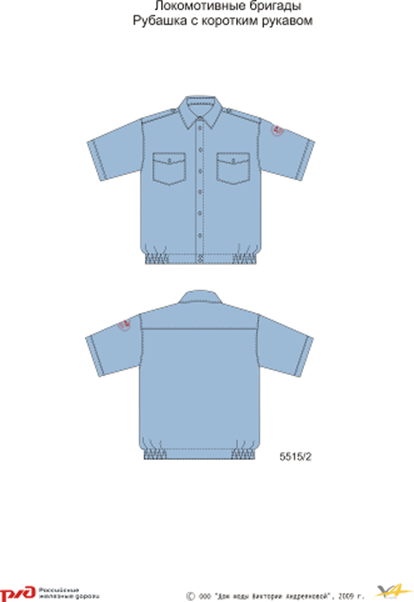 Локомотивные бригады
Рубашка с коротким рукавом
5515/2
ржд Российские
железные дороги
© ООО "Дом моды Виктории Андреяновой", 2009 г.